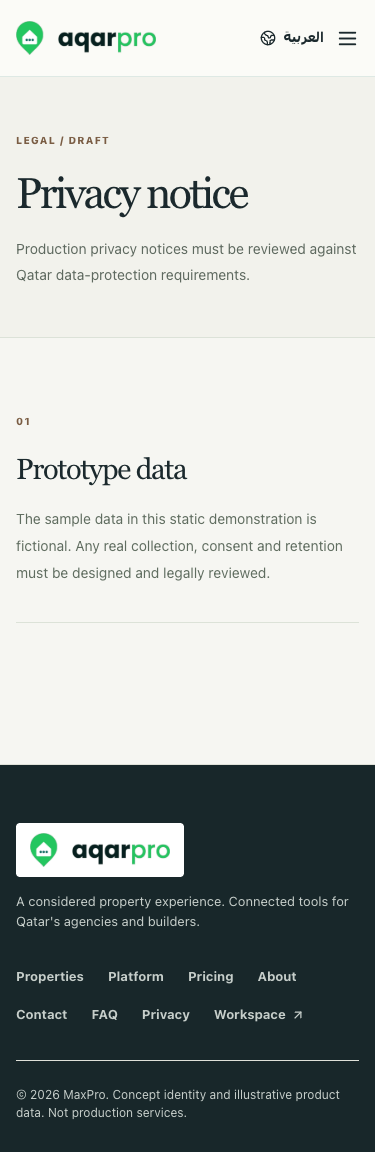 aqarpro
العربية
LEGAL / DRAFT
Privacy notice
Production privacy notices must be reviewed against
Qatar data-protection requirements.
01
Prototype data
The sample data in this static demonstration is
fictional. Any real collection, consent and retention
must be designed and legally reviewed.
aqarpro
A considered property experience. Connected tools for
Qatar's agencies and builders.
Properties Platform Pricing About
Contact FAQ Privacy Workspace ↗
© 2026 MaxPro. Concept identity and illustrative product
data. Not production services.